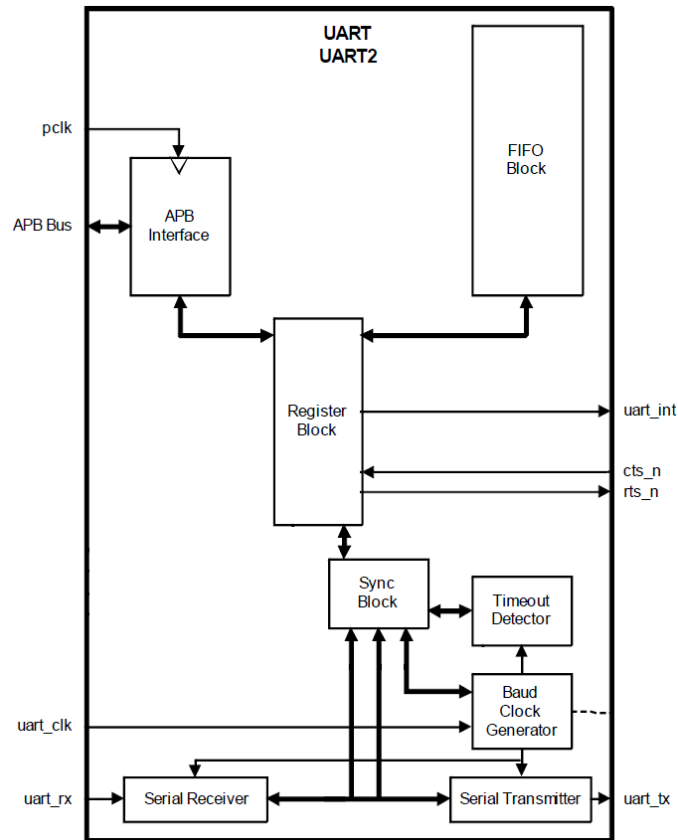 UART
UART2
pclk
FIFO
Block
APB
Interface
APB Bus
Register
Block
uart_int
cts_n
rts_n
Sync
Block
Timeout
Detector
Baud
Clock
Generator
uart_clk
uart_rx
Serial Receiver
Serial Transmitter
uart_tx